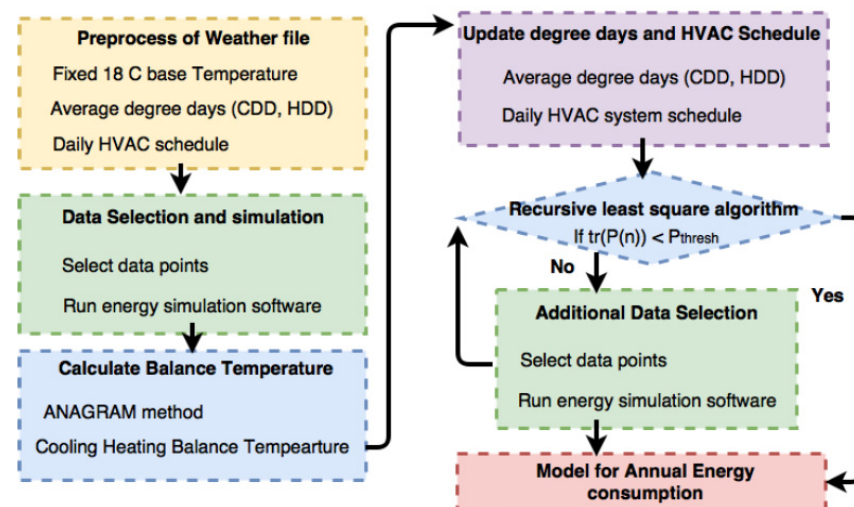 Preprocess of Weather file
Fixed 18 C base Temperature
Average degree days (CDD, HDD)
Daily HVAC schedule
Data Selection and simulation
Select data points
Run energy simulation software
Calculate Balance Temperature
ANAGRAM method
Cooling Heating Balance Tempearture
Update degree days and HVAC Schedule
Average degree days (CDD, HDD)
Daily HVAC system schedule
Recursive least square algorithm
If tr(P(n)) < Pthresh
No
Yes
Additional Data Selection
Select data points
Run energy simulation software
Model for Annual Energy
consumption